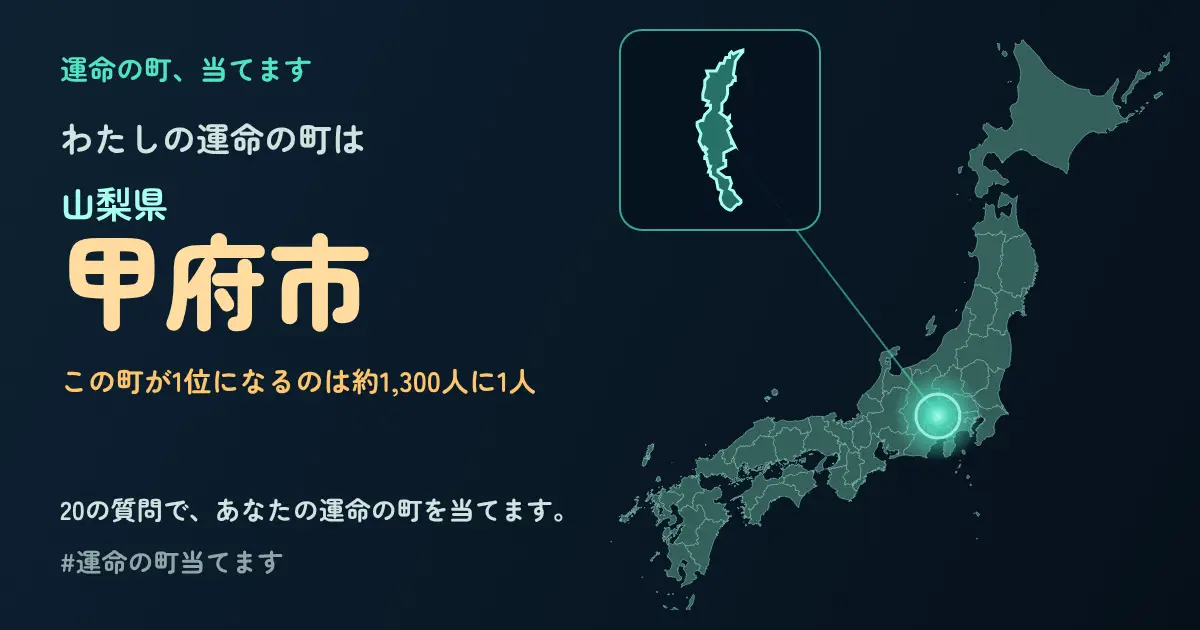 運命の町、当てます
わたしの運命の町は
山梨県
甲府市
この町が1位になるのは約1,300人に1人
20の質問で、あなたの運命の町を当てます。
#運命の町当てます